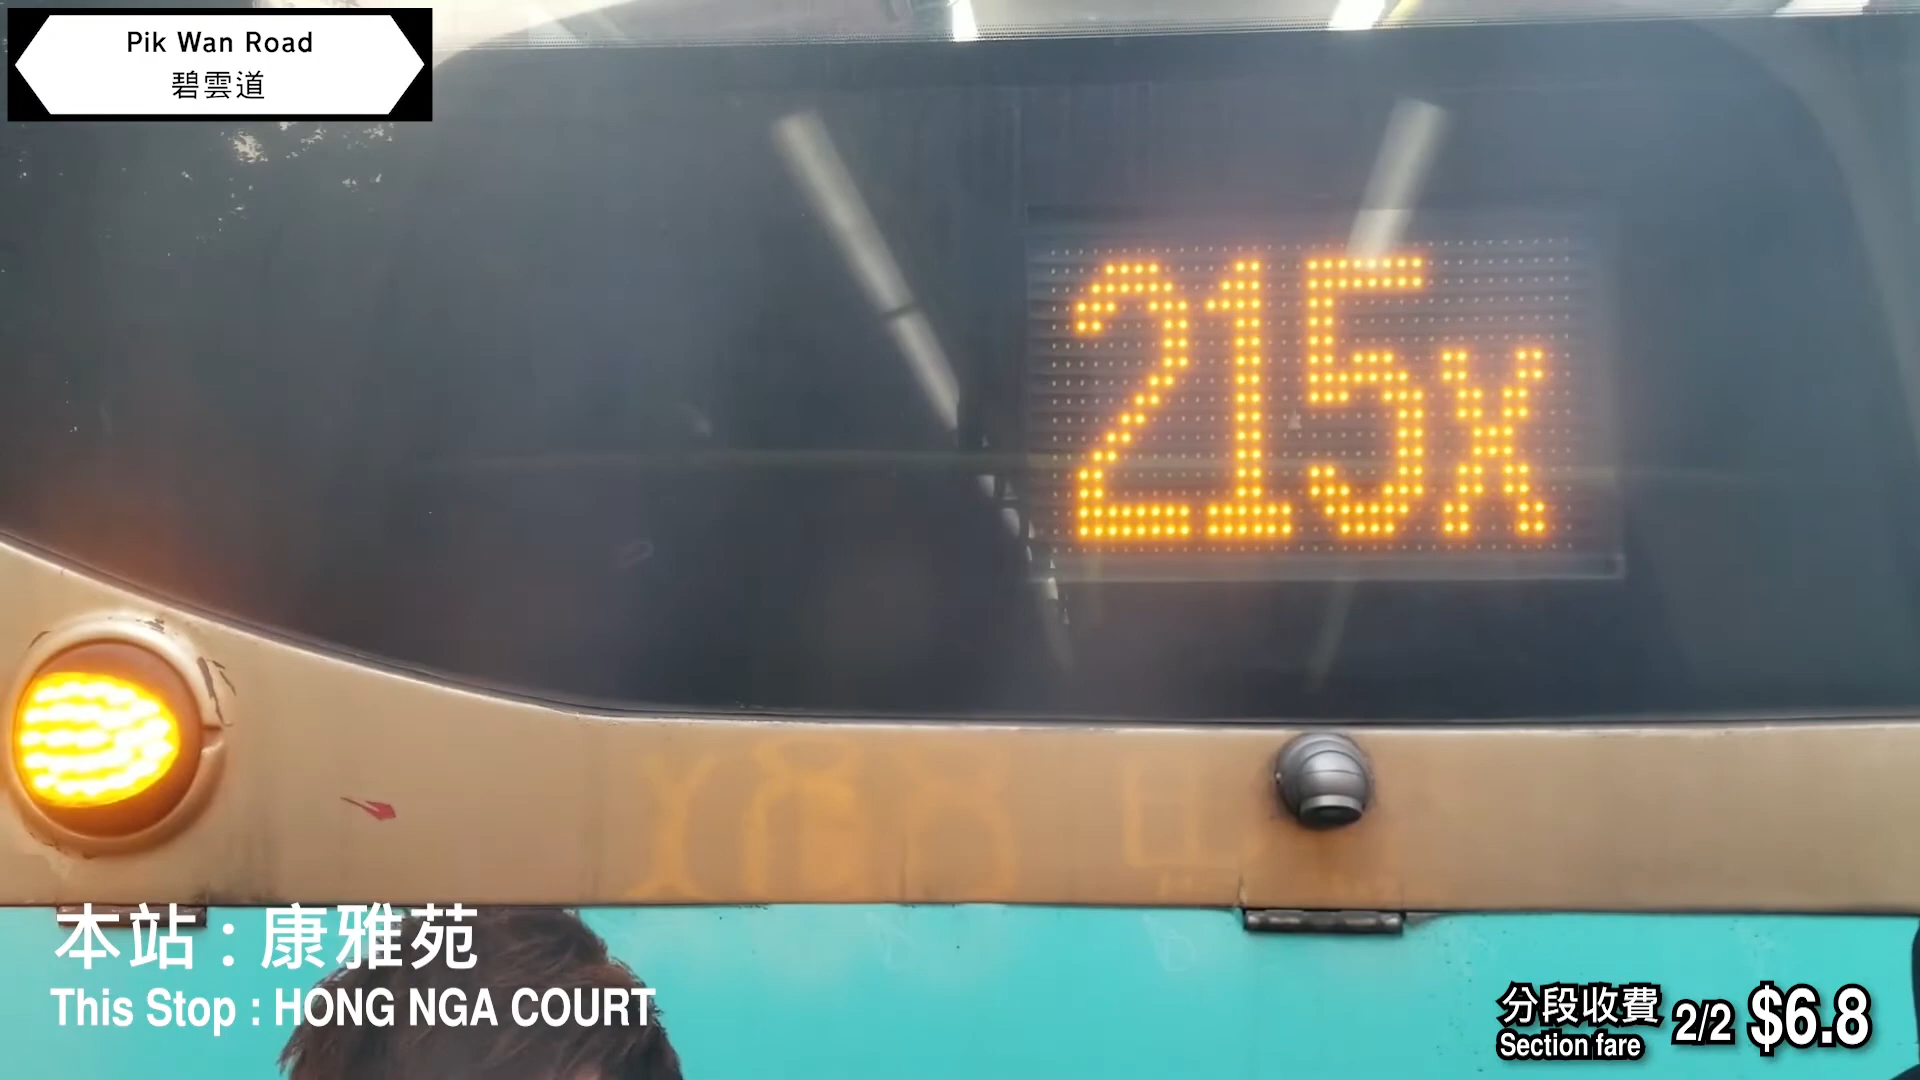 Pik Wan Road
碧雲道
215x
本站 : 康雅苑
This Stop : HONG NGA COURT
分段收費 2/2 $6.8
Section fare